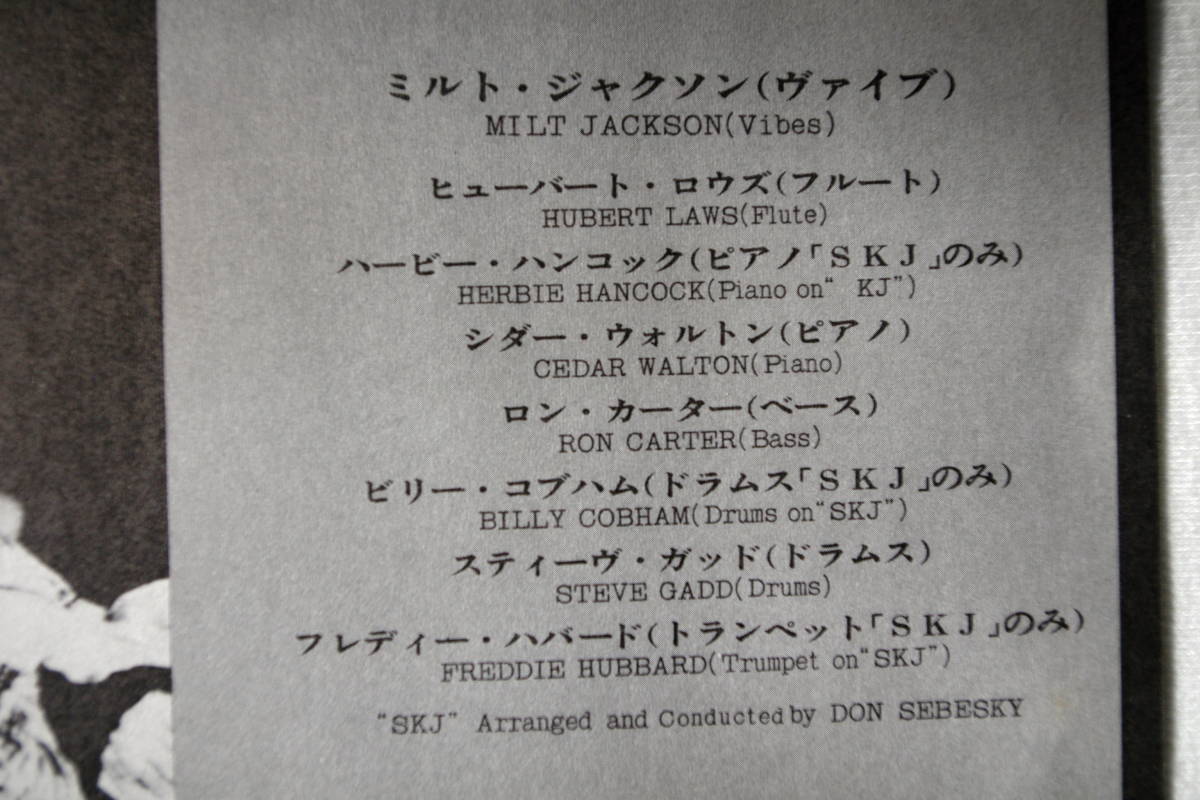 ミルト・ジャクソン(ヴァイブ)
MILT JACKSON(Vibes)
ヒューバート・ロウズ(フルート)
HUBERT LAWS(Flute)
ハービー・ハンコック(ピアノ「ＳＫＪ」のみ)
HERBIE HANCOCK(Piano on“ KJ”)
シダー・ウォルトン(ピアノ)
CEDAR WALTON(Piano)
ロン・カーター(ベース)
RON CARTER(Bass)
ビリー・コブハム(ドラムス「ＳＫＪ」のみ)
BILLY COBHAM(Drums on“SKJ”)
スティーヴ・ガッド(ドラムス)
STEVE GADD(Drums)
フレディー・ハバード(トランペット「ＳＫＪ」のみ)
FREDDIE HUBBARD(Trumpet on“SKJ”)
“SKJ” Arranged and Conducted by DON SEBESKY